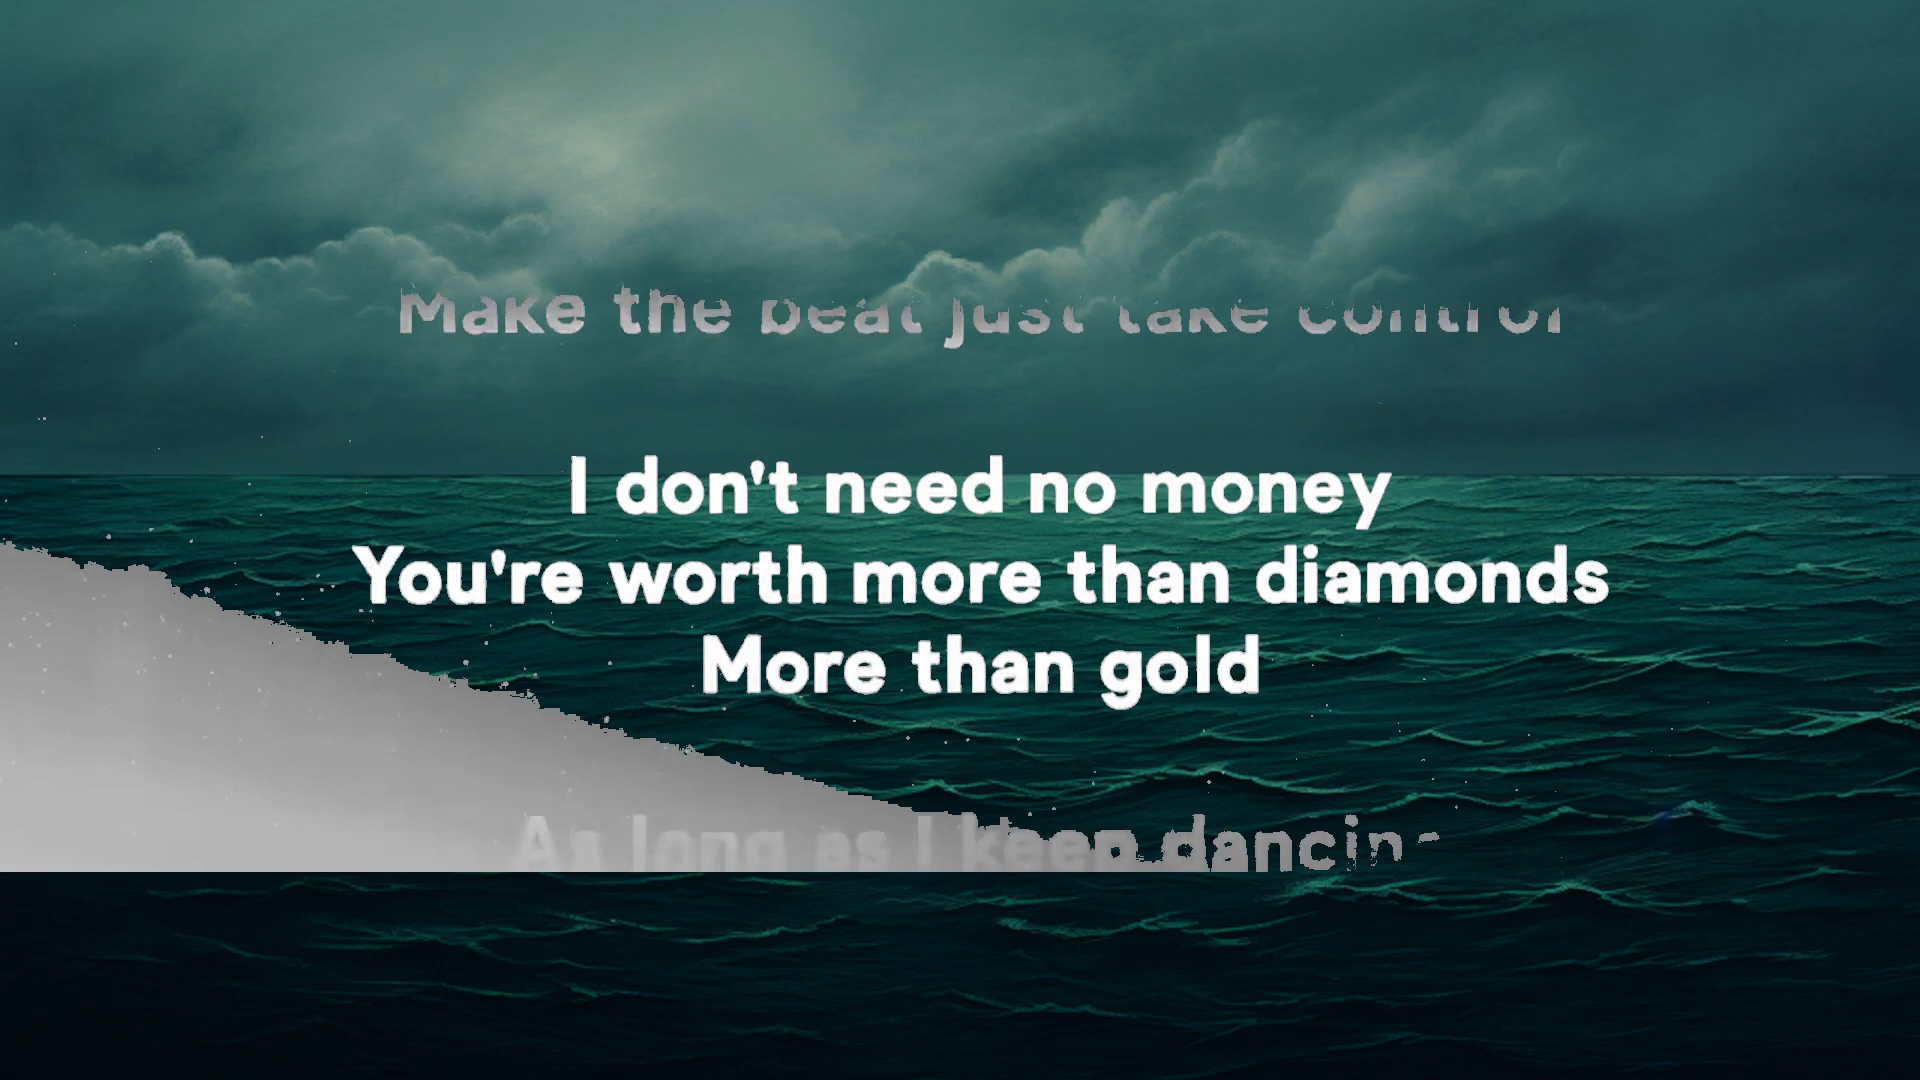 Make the beat just take control
I don't need no money
You're worth more than diamonds
More than gold
As long as I keep dancing